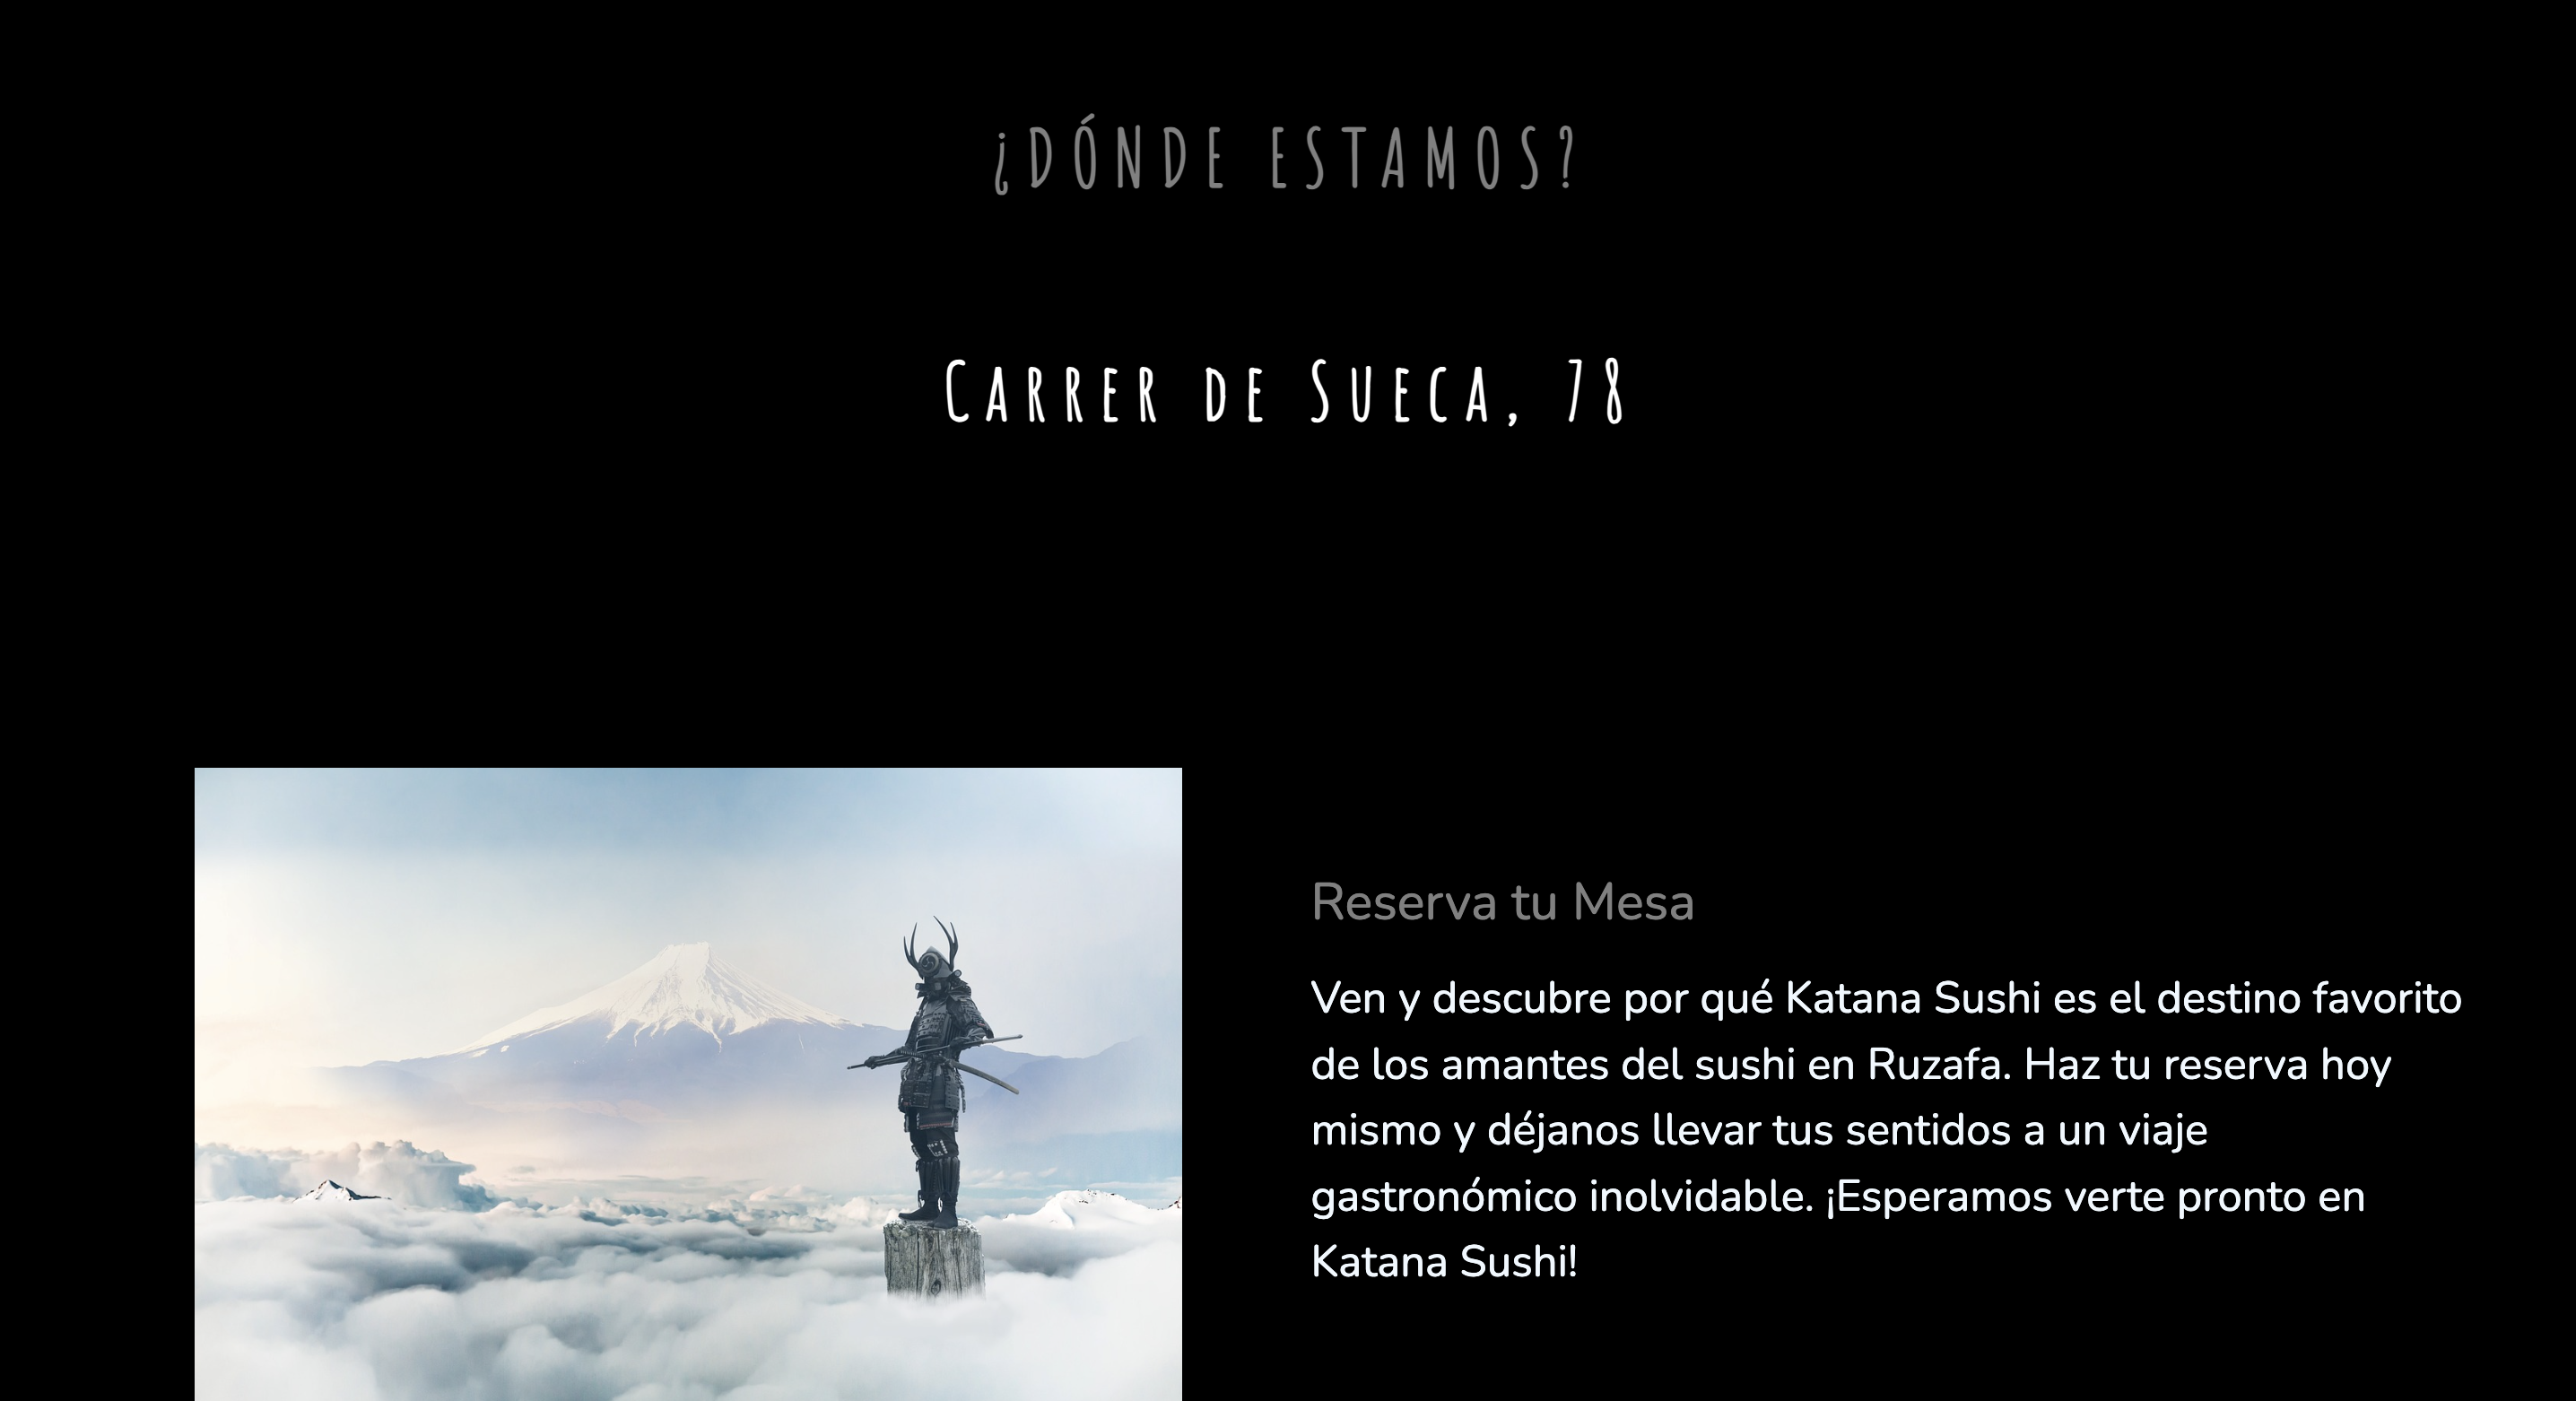 ¿DÓNDE ESTAMOS?
Carrer de Sueca, 78
Reserva tu Mesa
Ven y descubre por qué Katana Sushi es el destino favorito
de los amantes del sushi en Ruzafa. Haz tu reserva hoy
mismo y déjanos llevar tus sentidos a un viaje
gastronómico inolvidable. ¡Esperamos verte pronto en
Katana Sushi!